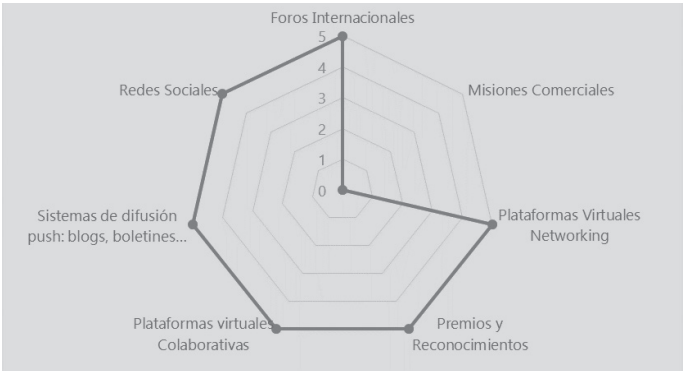 Foros Internacionales
5
4
3
2
1
0
Misiones Comerciales
Plataformas Virtuales
Networking
Premios y
Reconocimientos
Plataformas virtuales
Colaborativas
Sistemas de difusión
push: blogs, boletines...
Redes Sociales